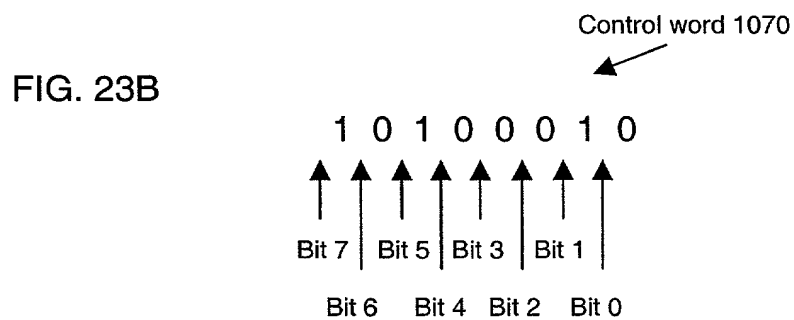 Control word 1070
FIG. 23B
1 0 1 0 0 0 1 0
Bit 7 Bit 5 Bit 3 Bit 1
Bit 6 Bit 4 Bit 2 Bit 0